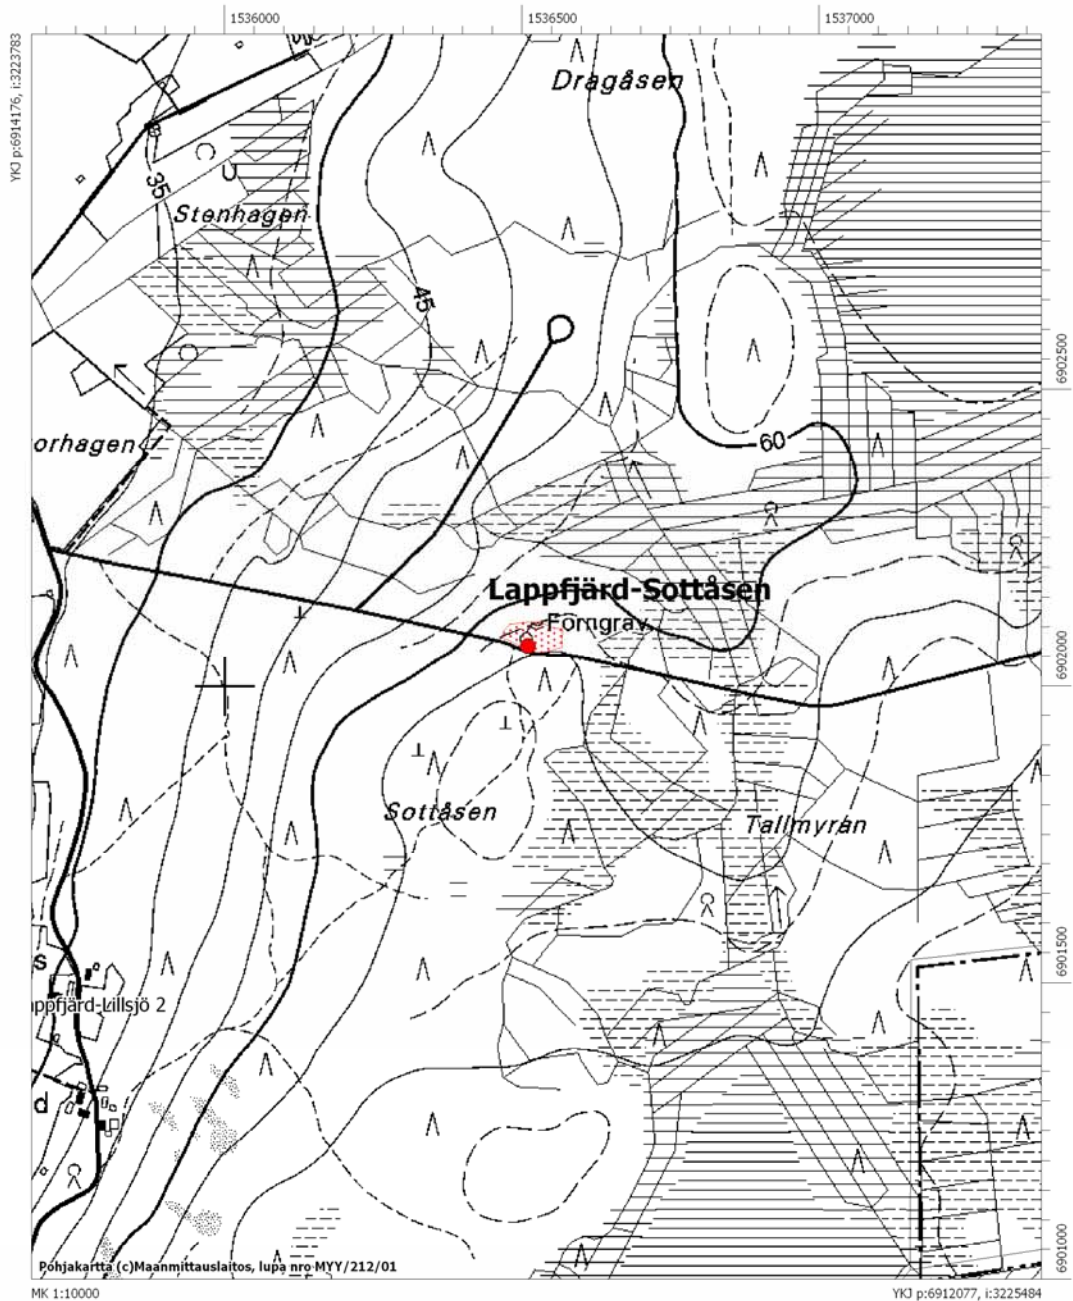 1536000
1536500
1537000
YKJ p:6914176, i:3223783
Dragåsen
35
Stenhagen
45
6902500
orhagen
60
Lappfjärd-Sottåsen
Forngrav
6902000
Sottåsen
Tallmyran
6901500
s
appfjärd-Lillsjö 2
d
6901000
Pohjakartta (c)Maanmittauslaitos, lupa nro MYY/212/01
MK 1:10000
YKJ p:6912077, i:3225484